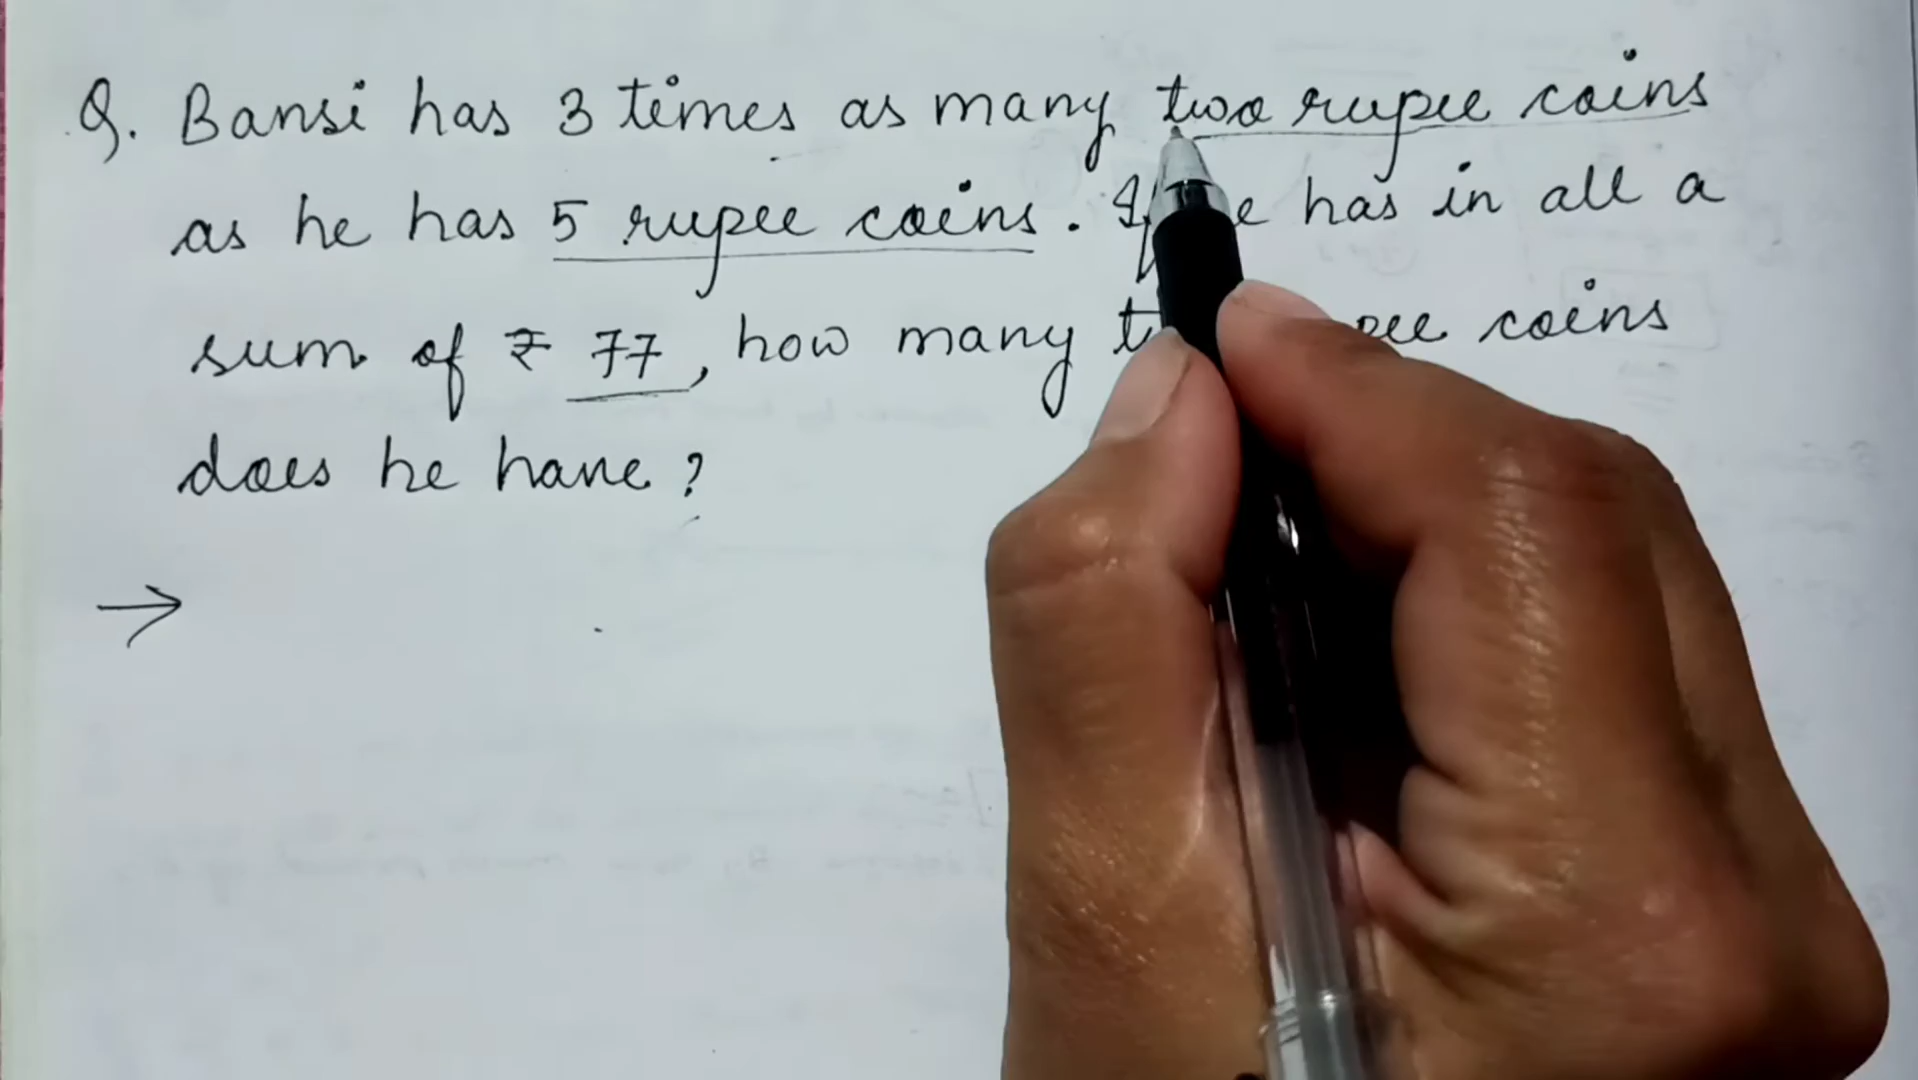 Q. Bansi has 3 times as many two rupee coins
as he has 5 rupee coins. has in all a
sum of ₹ 77, how many coins
does he have?
→